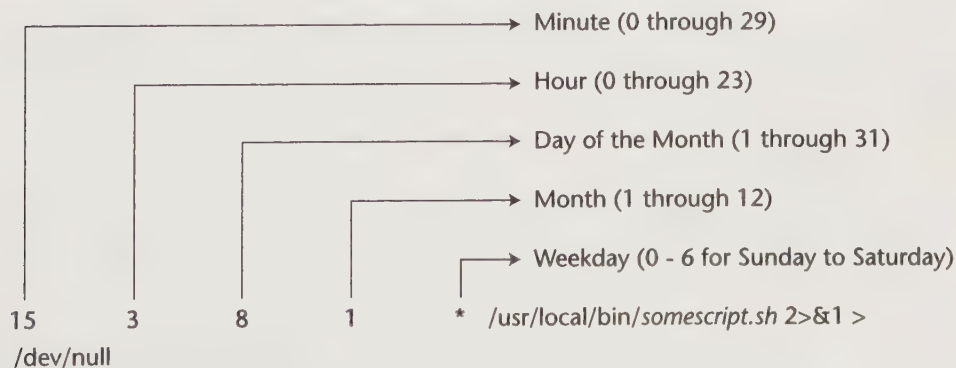 Minute (0 through 29)
Hour (0 through 23)
Day of the Month (1 through 31)
Month (1 through 12)
Weekday (0 - 6 for Sunday to Saturday)
15 3 8 1 * /usr/local/bin/somescript.sh 2>&1 >
/dev/null